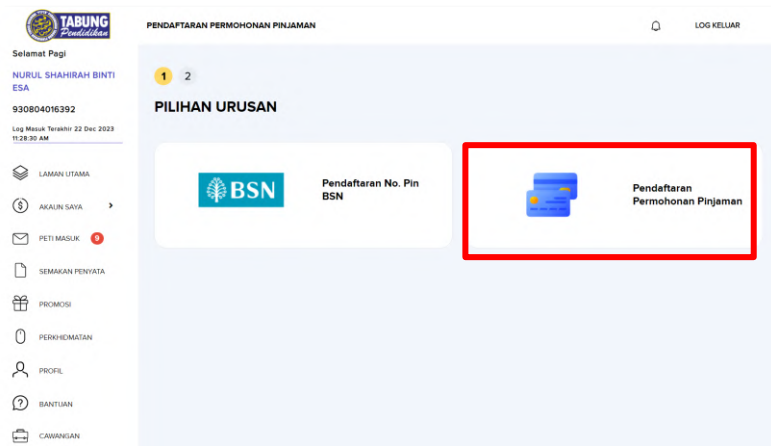 TABUNG
Pendidikan
PENDAFTARAN PERMOHONAN PINJAMAN
LOG KELUAR
Selamat Pagi
NURUL SHAHIRAH BINTI
ESA
930804016392
Log Masuk Terakhir 22 Dec 2023
11:28:30 AM
1 2
PILIHAN URUSAN
BSN
Pendaftaran No. Pin
BSN
Pendaftaran
Permohonan Pinjaman
LAMAN UTAMA
AKAUN SAYA
PETI MASUK 9
SEMAKAN PENYATA
PROMOSI
PERKHIDMATAN
PROFIL
BANTUAN
CAWANGAN